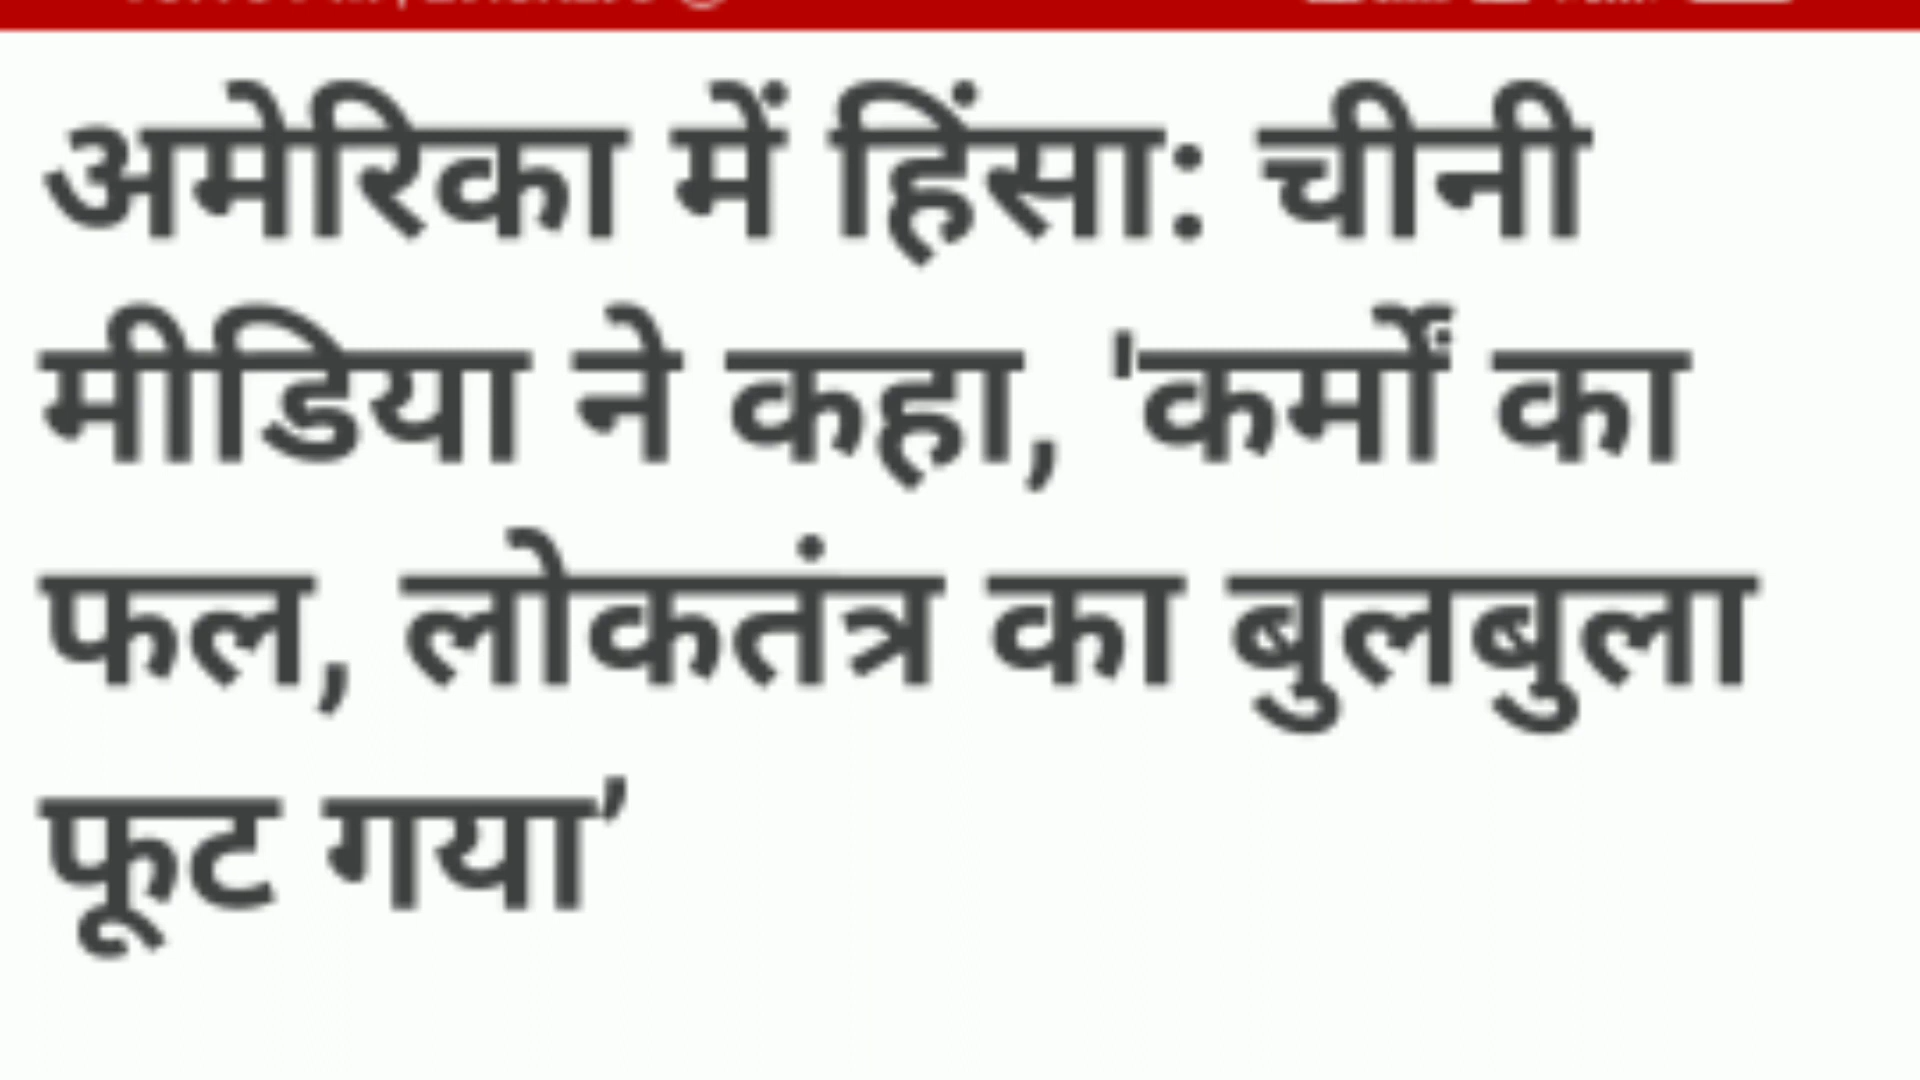 अमेरिका में हिंसा: चीनी
मीडिया ने कहा, 'कर्मों का
फल, लोकतंत्र का बुलबुला
फूट गया’